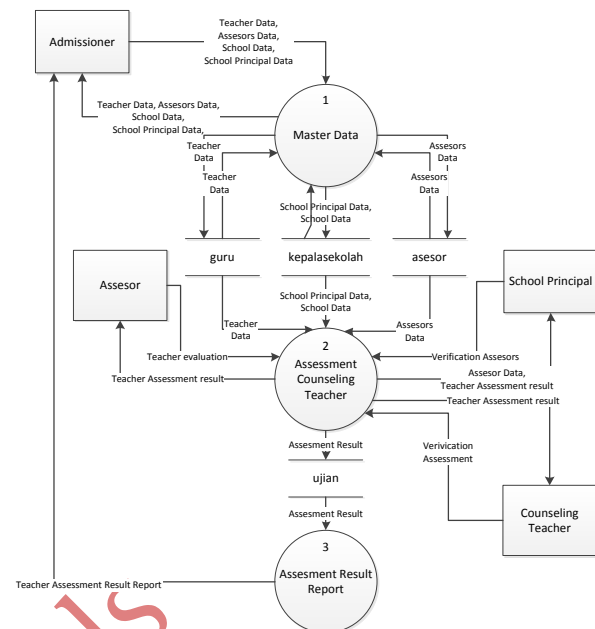 Admissioner
Teacher Data,
Assesors Data,
School Data,
School Principal Data
Teacher Data, Assesors Data,
School Data,
School Principal Data,
1
Master Data
Teacher
Data
Teacher
Data
Assesors
Data
Assesors
Data
School Principal Data,
School Data
guru
kepalasekolah
asesor
Assesor
School Principal
School Principal Data,
School Data
Teacher
Data
Assesors
Data
2
Assessment
Counseling
Teacher
Teacher evaluation
Teacher Assessment result
Verification Assesors
Assesor Data,
Teacher Assessment result
Teacher Assessment result
Assesment Result
Verivication
Assessment
ujian
Counseling
Teacher
Assesment Result
3
Assesment Result
Report
Teacher Assessment Result Report